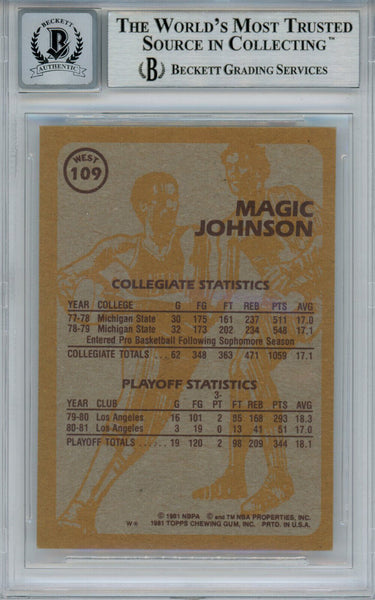 BECKETT
AUTHENTIC
THE WORLD'S MOST TRUSTED
SOURCE IN COLLECTING™
BECKETT GRADING SERVICES
WEST
109
MAGIC
JOHNSON
COLLEGIATE STATISTICS
YEAR COLLEGE G FG FT REB PTS AVG
77-78 Michigan State 30 175 161 237 511 17.0
78-79 Michigan State 32 173 202 234 548 17.1
Entered Pro Basketball Following Sophomore Season
COLLEGIATE TOTALS . . . 62 348 363 471 1059 17.1
PLAYOFF STATISTICS
3-
YEAR CLUB G FG PT FT REB PTS AVG
79-80 Los Angeles 16 101 2 85 168 293 18.3
80-81 Los Angeles 3 19 0 13 41 51 17.0
PLAYOFF TOTALS . . . . . 19 120 2 98 209 344 18.1
© 1981 NBPA © and TM NBA PROPERTIES, INC.
W* © 1981 TOPPS CHEWING GUM, INC. PRTD. IN U.S.A.